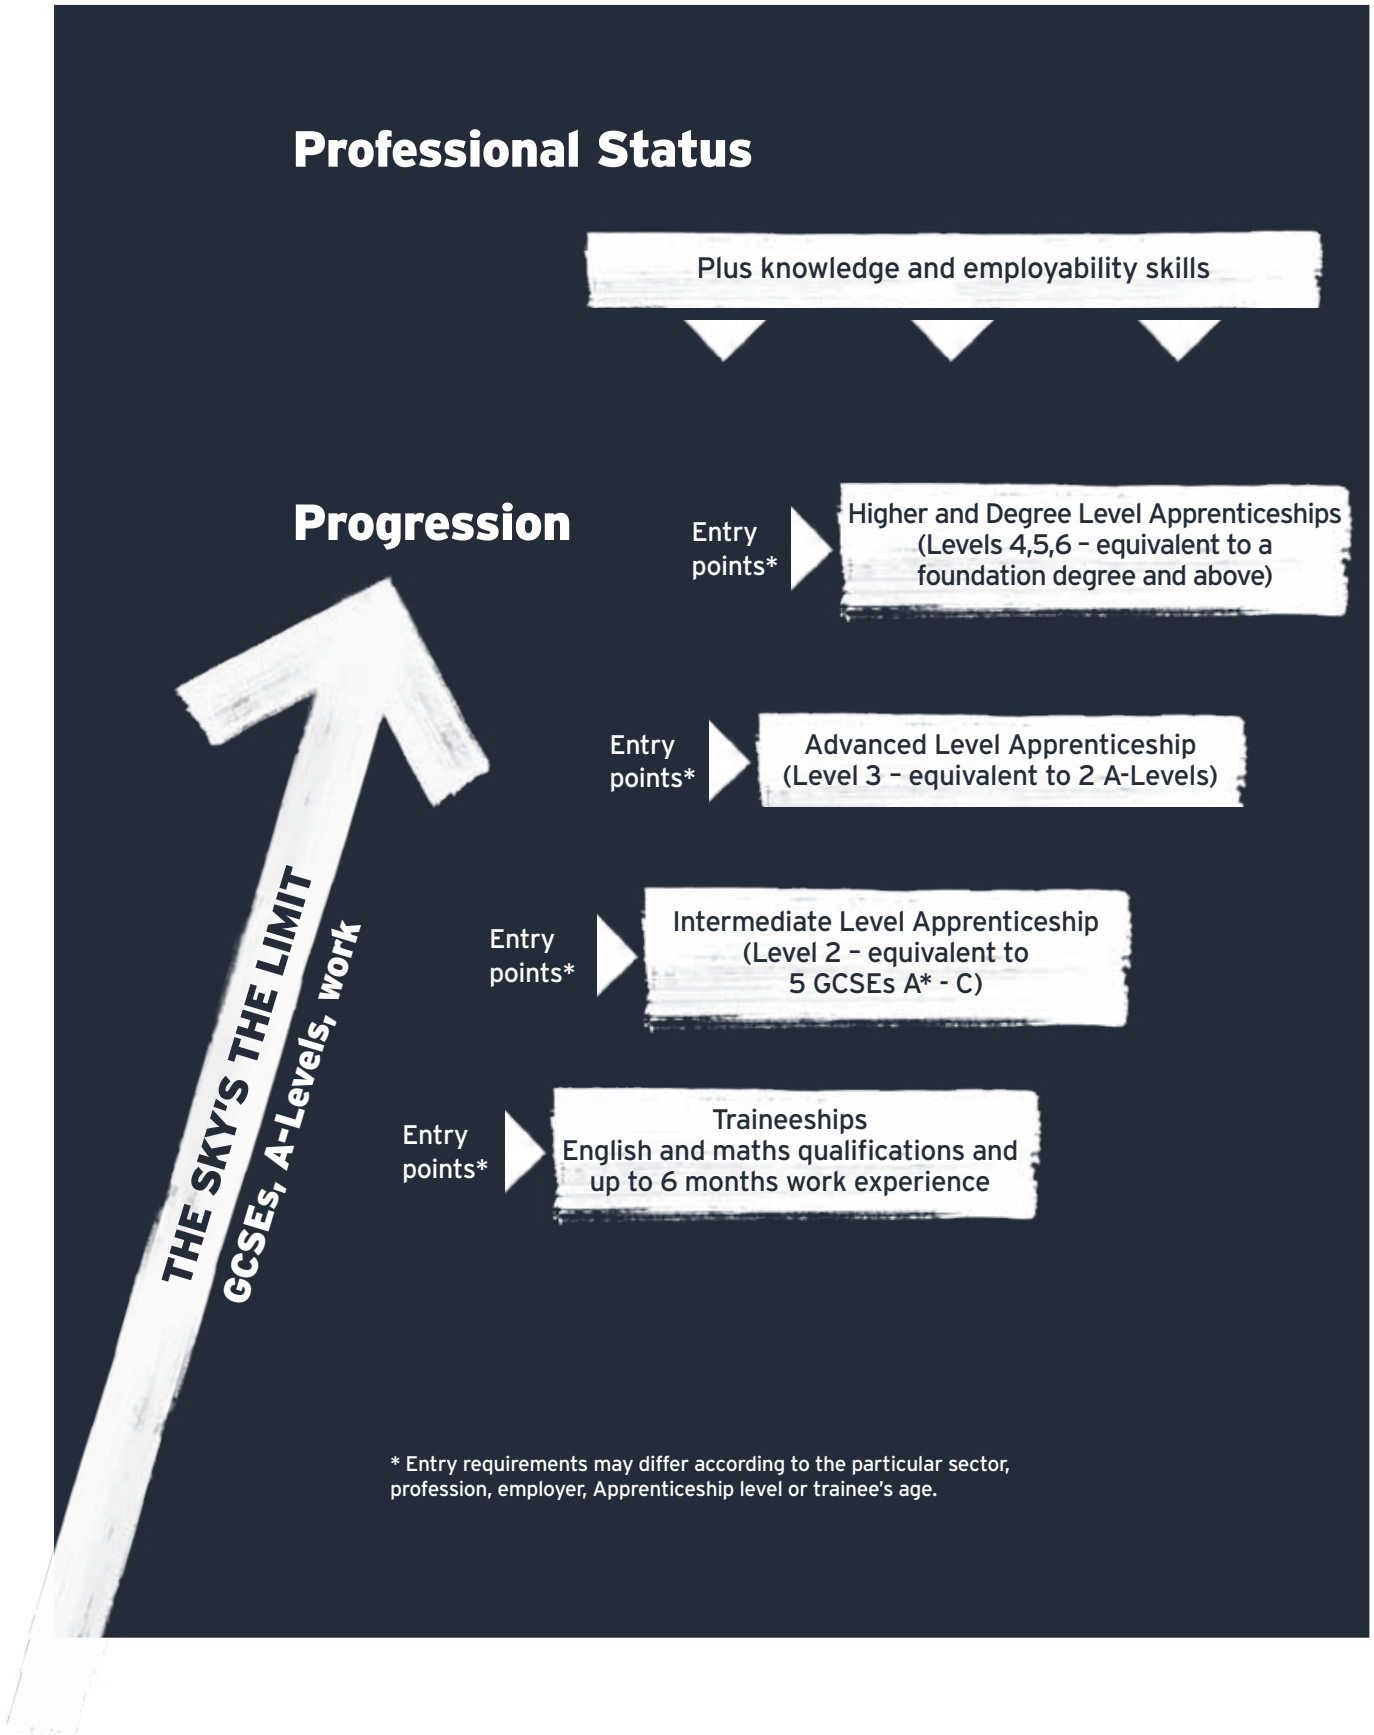 Professional Status
Plus knowledge and employability skills
Progression
Entry
points*
Higher and Degree Level Apprenticeships
(Levels 4,5,6 – equivalent to a
foundation degree and above)
Entry
points*
Advanced Level Apprenticeship
(Level 3 – equivalent to 2 A-Levels)
Entry
points*
Intermediate Level Apprenticeship
(Level 2 – equivalent to
5 GCSEs A* - C)
Entry
points*
Traineeships
English and maths qualifications and
up to 6 months work experience
THE SKY'S THE LIMIT
GCSEs, A-Levels, work
* Entry requirements may differ according to the particular sector,
profession, employer, Apprenticeship level or trainee’s age.